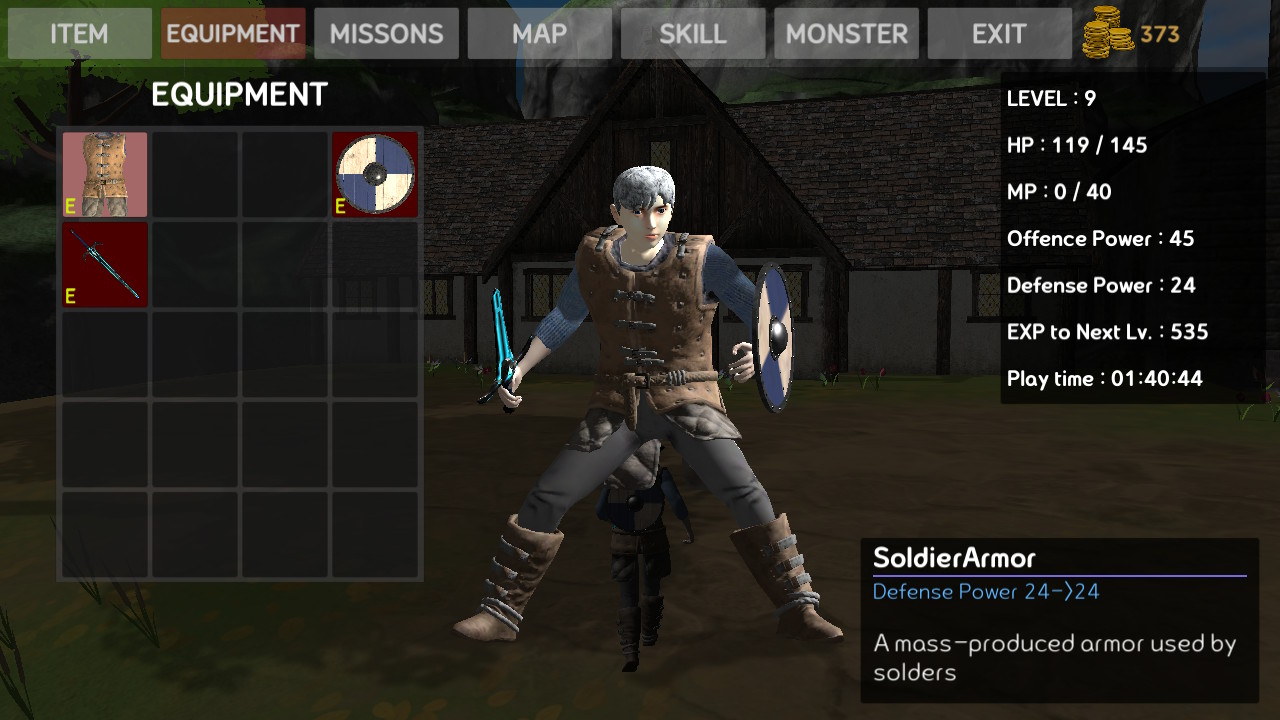 ITEM EQUIPMENT MISSONS MAP SKILL MONSTER EXIT 373
EQUIPMENT
E
E
E
LEVEL : 9
HP : 119 / 145
MP : 0 / 40
Offence Power : 45
Defense Power : 24
EXP to Next Lv. : 535
Play time : 01:40:44
SoldierArmor
Defense Power 24->24
A mass-produced armor used by
solders